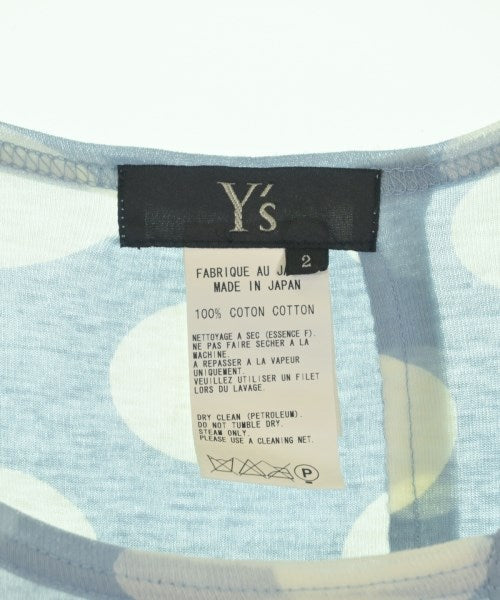 Y's
2
FABRIQUE AU JA
MADE IN JAPAN
100% COTON COTTON
NETTOYAGE A SEC (ESSENCE F).
NE PAS FAIRE SECHER A LA
MACHINE.
A REPASSER A LA VAPEUR
UNIQUEMENT.
VEUILLEZ UTILISER UN FILET
LORS DU LAVAGE.
DRY CLEAN (PETROLEUM).
DO NOT TUMBLE DRY.
STEAM ONLY.
PLEASE USE A CLEANING NET.
P